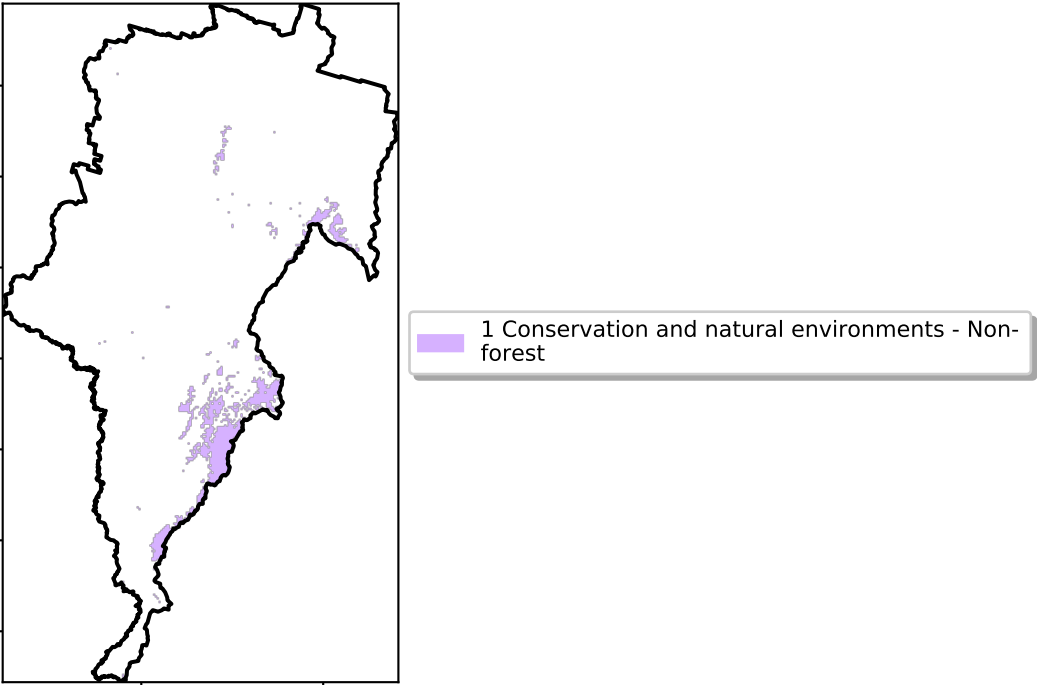 1 Conservation and natural environments - Non-
forest